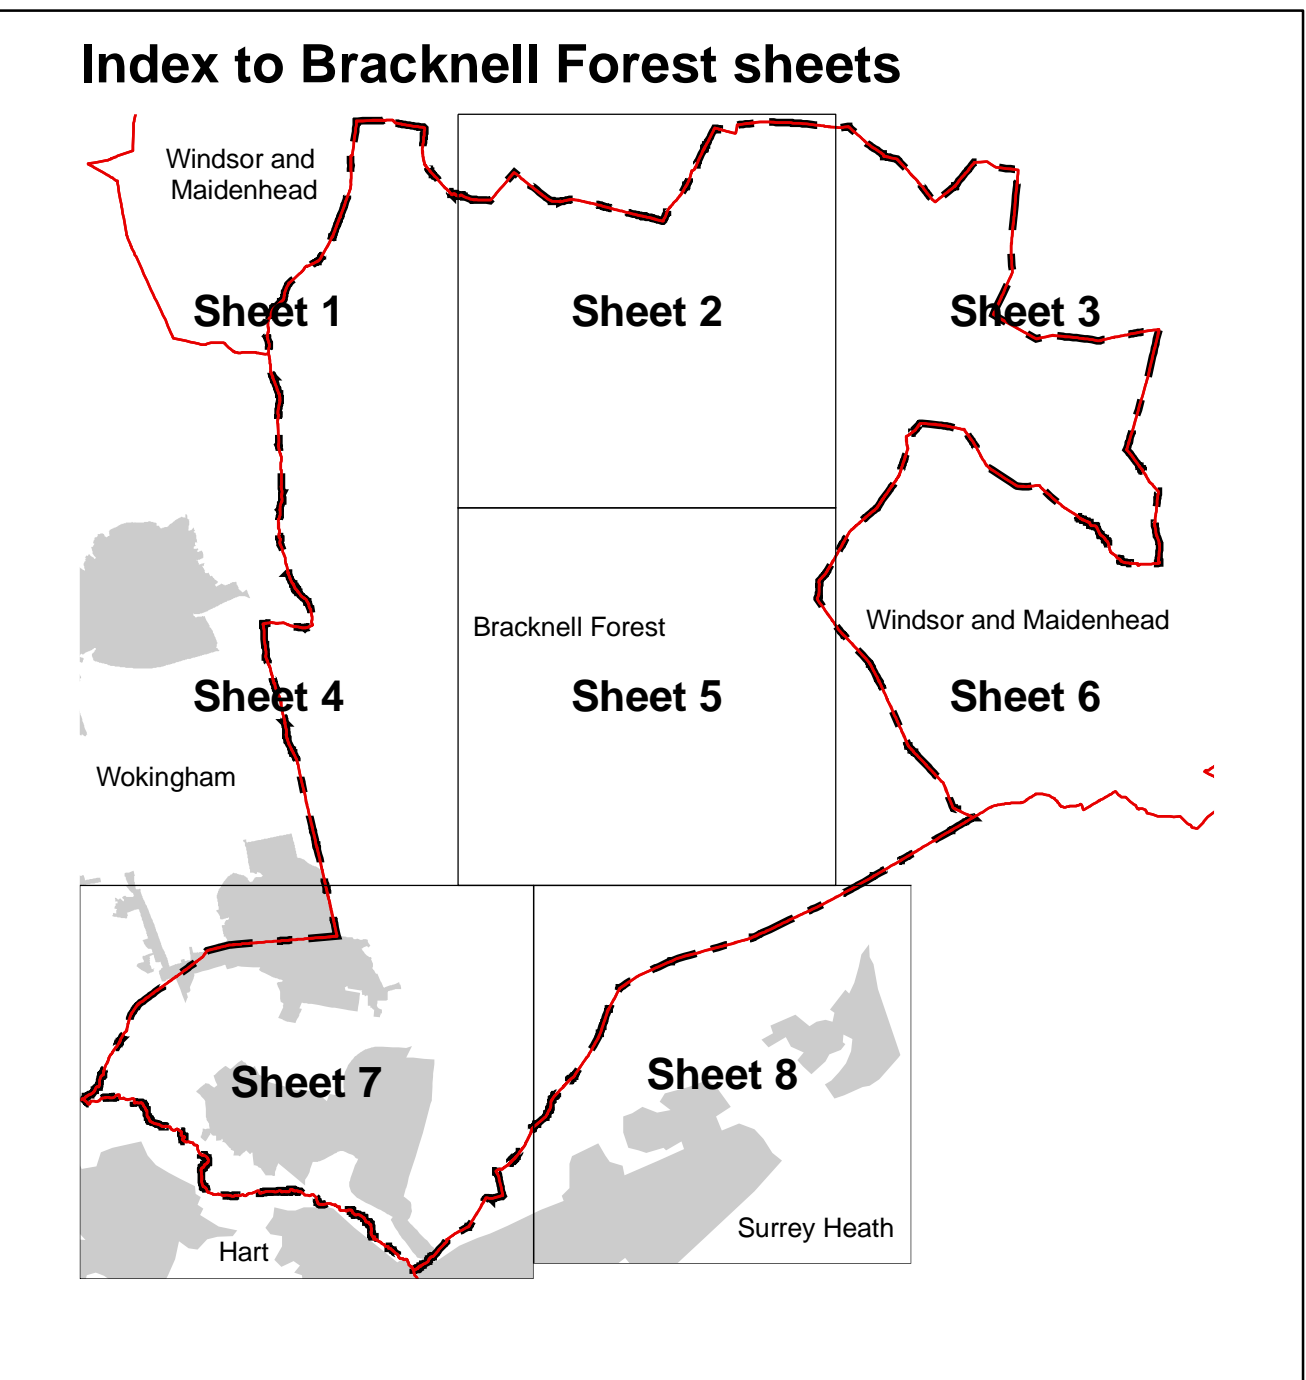 Index to Bracknell Forest sheets
Windsor and
Maidenhead
Sheet 1
Sheet 2
Sheet 3
Bracknell Forest
Windsor and Maidenhead
Sheet 4
Sheet 5
Sheet 6
Wokingham
Sheet 7
Sheet 8
Hart
Surrey Heath